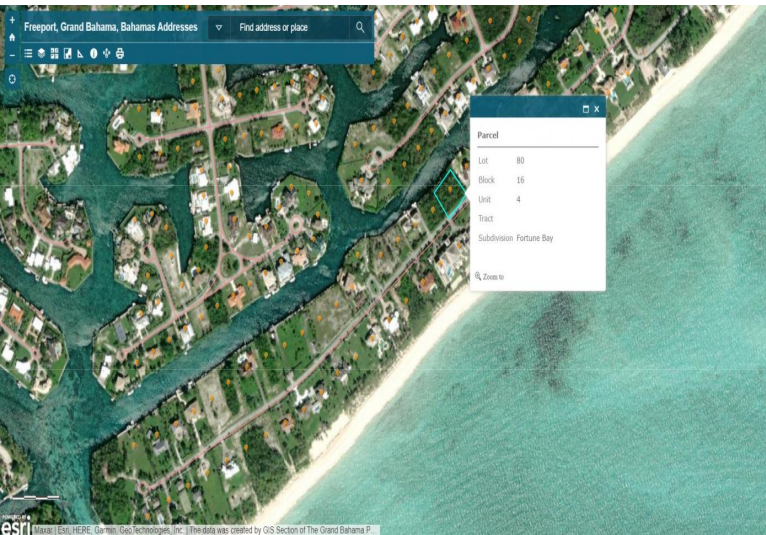 Freeport, Grand Bahama, Bahamas Addresses
Find address or place
Parcel
Lot 80
Block 16
Unit 4
Tract
Subdivision Fortune Bay
Zoom to
POWERED BY
esri
Maxar | Esri, HERE, Garmin, GeoTechnologies, Inc. | The data was created by GIS Section of The Grand Bahama P...